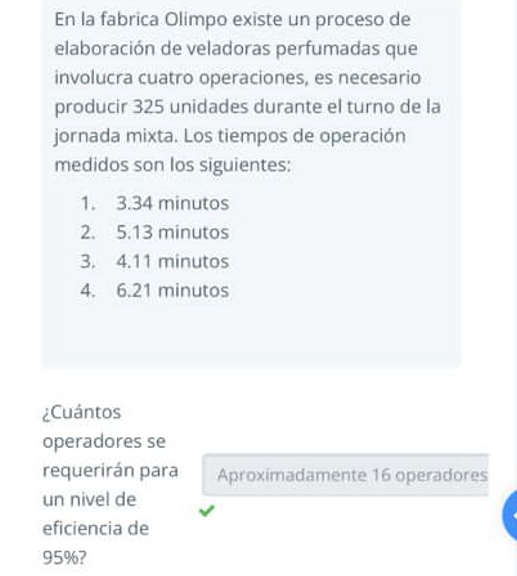 En la fabrica Olimpo existe un proceso de
elaboración de veladoras perfumadas que
involucra cuatro operaciones, es necesario
producir 325 unidades durante el turno de la
jornada mixta. Los tiempos de operación
medidos son los siguientes:
1. 3.34 minutos
2. 5.13 minutos
3. 4.11 minutos
4. 6.21 minutos
¿Cuántos
operadores se
requerirán para
un nivel de
eficiencia de
95%?
Aproximadamente 16 operadores